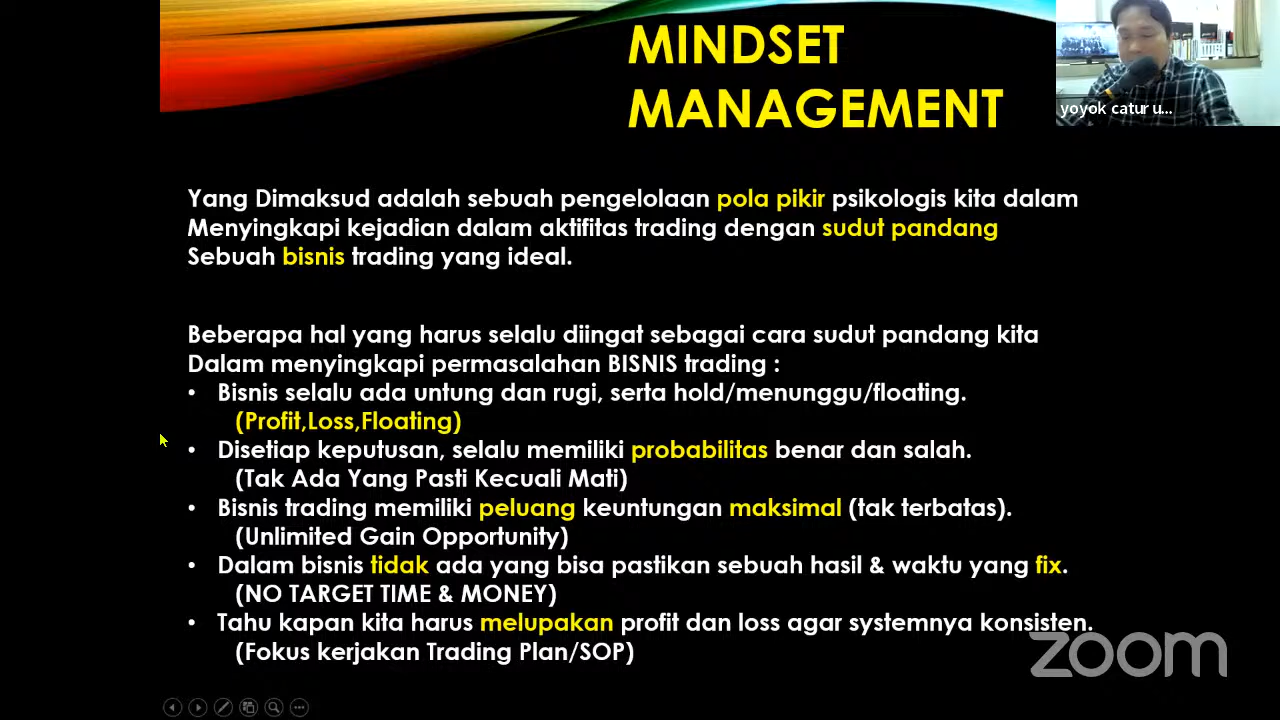 MINDSET
MANAGEMENT
yoyok catur u...
Yang Dimaksud adalah sebuah pengelolaan pola pikir psikologis kita dalam
Menyingkapi kejadian dalam aktifitas trading dengan sudut pandang
Sebuah bisnis trading yang ideal.
Beberapa hal yang harus selalu diingat sebagai cara sudut pandang kita
Dalam menyingkapi permasalahan BISNIS trading :
• Bisnis selalu ada untung dan rugi, serta hold/menunggu/floating.
(Profit,Loss,Floating)
• Disetiap keputusan, selalu memiliki probabilitas benar dan salah.
(Tak Ada Yang Pasti Kecuali Mati)
• Bisnis trading memiliki peluang keuntungan maksimal (tak terbatas).
(Unlimited Gain Opportunity)
• Dalam bisnis tidak ada yang bisa pastikan sebuah hasil & waktu yang fix.
(NO TARGET TIME & MONEY)
• Tahu kapan kita harus melupakan profit dan loss agar systemnya konsisten.
(Fokus kerjakan Trading Plan/SOP)
zoom